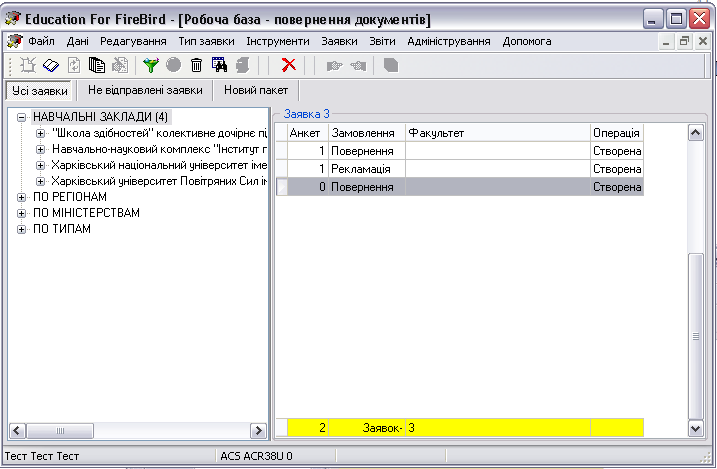 Education For FireBird - [Робоча база - повернення документів]
Файл Дані Редагування Тип заявки Інструменти Заявки Звіти Адміністрування Допомога
Усі заявки Не відправлені заявки Новий пакет
НАВЧАЛЬНІ ЗАКЛАДИ (4)
"Школа здібностей" колективне дочірнє пі
Навчально-науковий комплекс "Інститут г
Харківський національний університет іме
Харківський університет Повітряних Сил ім
ПО РЕГІОНАМ
ПО МІНІСТЕРСТВАМ
ПО ТИПАМ
Заявка 3
Анкет Замовлення Факультет Операція
1 Повернення Створена
1 Рекламація Створена
0 Повернення Створена
2 Заявок- 3
Тест Тест Тест ACS ACR38U 0